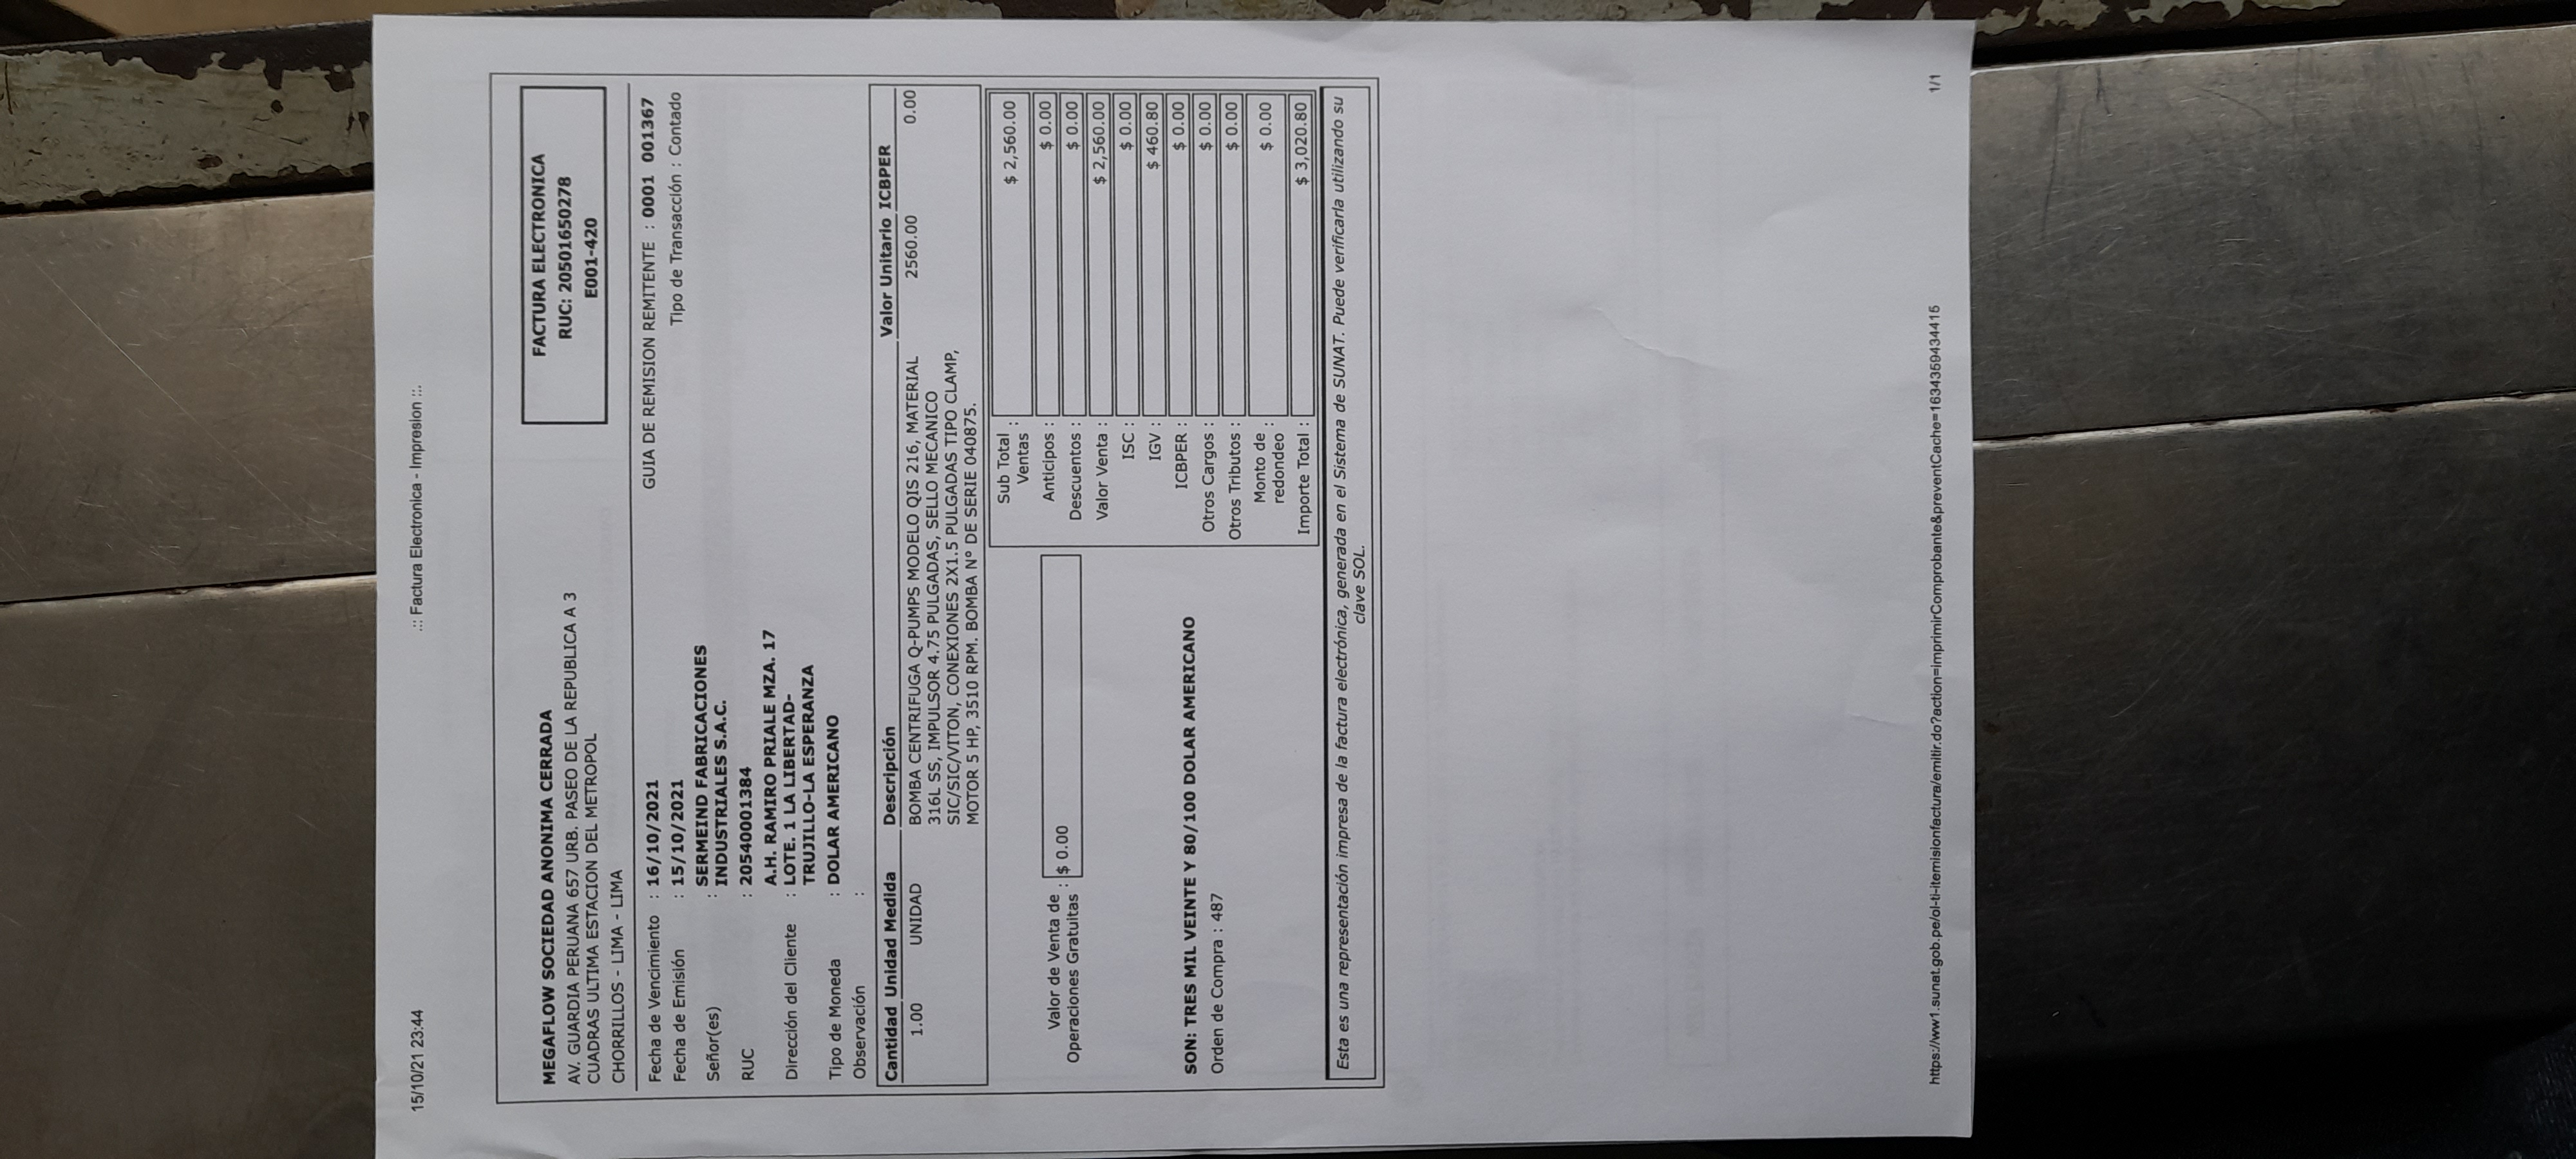 15/10/21 23:44
.:: Factura Electronica - Impresion ::.
MEGAFLOW SOCIEDAD ANONIMA CERRADA
AV. GUARDIA PERUANA 657 URB. PASEO DE LA REPUBLICA A 3
CUADRAS ULTIMA ESTACION DEL METROPOL
CHORRILLOS - LIMA - LIMA
FACTURA ELECTRONICA
RUC: 20501650278
E001-420
Fecha de Vencimiento : 16/10/2021
GUIA DE REMISION REMITENTE : 0001 001367
Fecha de Emisión : 15/10/2021
Tipo de Transacción : Contado
Señor(es) : SERMEIND FABRICACIONES
INDUSTRIALES S.A.C.
RUC : 20540001384
A.H. RAMIRO PRIALE MZA. 17
Dirección del Cliente : LOTE. 1 LA LIBERTAD-
TRUJILLO-LA ESPERANZA
Tipo de Moneda : DOLAR AMERICANO
Observación :
Cantidad Unidad Medida Descripción Valor Unitario ICBPER
1.00 UNIDAD BOMBA CENTRIFUGA Q-PUMPS MODELO QIS 216, MATERIAL 2560.00 0.00
316L SS, IMPULSOR 4.75 PULGADAS, SELLO MECANICO
SIC/SIC/VITON, CONEXIONES 2X1.5 PULGADAS TIPO CLAMP,
MOTOR 5 HP, 3510 RPM. BOMBA Nº DE SERIE 040875.
Valor de Venta de
Operaciones Gratuitas : $ 0.00
SON: TRES MIL VEINTE Y 80/100 DOLAR AMERICANO
Orden de Compra : 487
Sub Total
Ventas : $ 2,560.00
Anticipos : $ 0.00
Descuentos : $ 0.00
Valor Venta : $ 2,560.00
ISC : $ 0.00
IGV : $ 460.80
ICBPER : $ 0.00
Otros Cargos : $ 0.00
Otros Tributos : $ 0.00
Monto de
redondeo : $ 0.00
Importe Total : $ 3,020.80
Esta es una representación impresa de la factura electrónica, generada en el Sistema de SUNAT. Puede verificarla utilizando su
clave SOL.
https://ww1.sunat.gob.pe/ol-ti-itemisionfactura/emitir.do?action=imprimirComprobante&preventCache=1634359434415
1/1